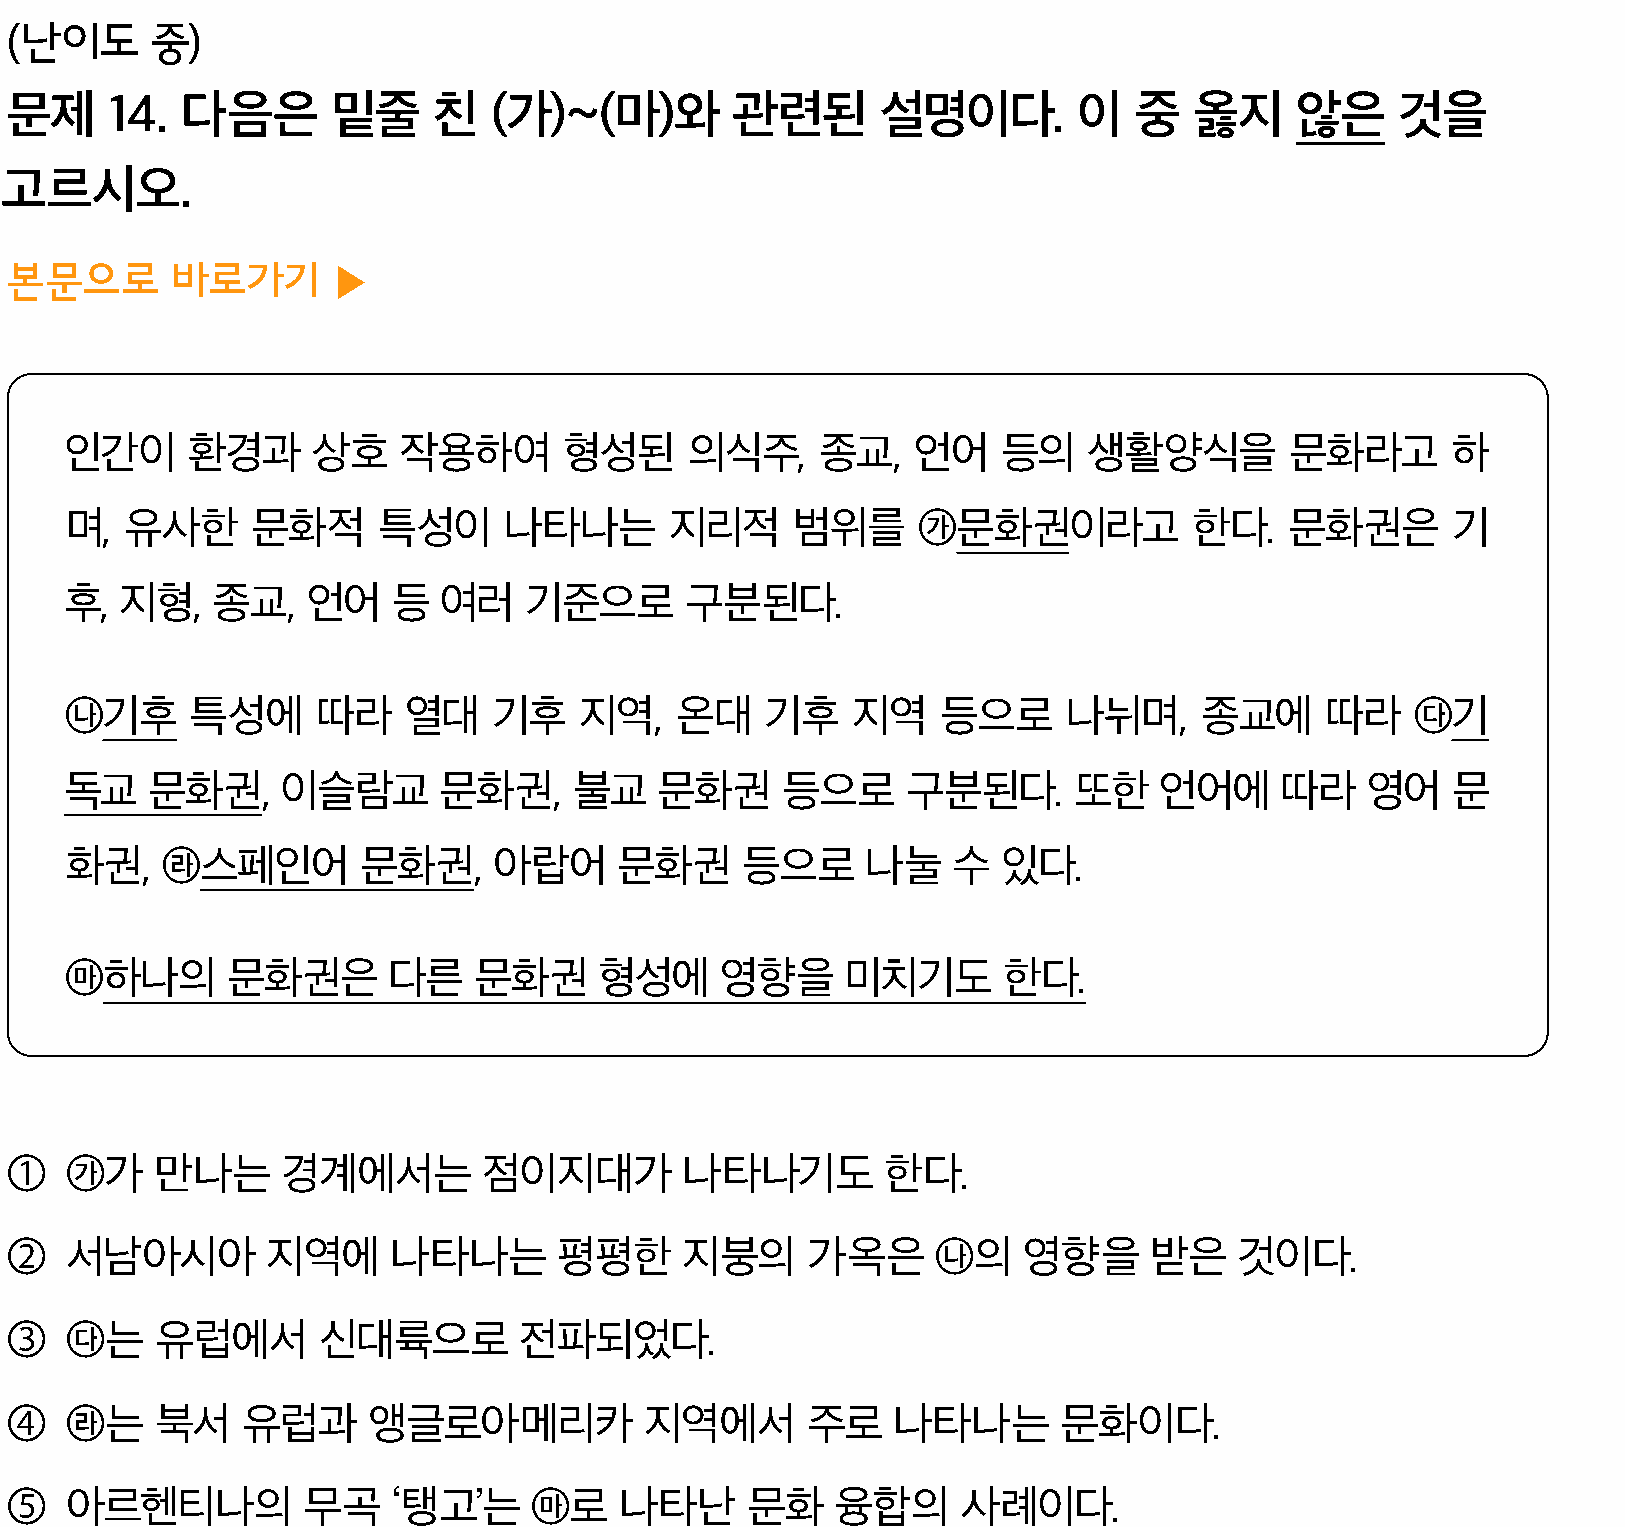 (난이도 중)
문제 14. 다음은 밑줄 친 (가)~(마)와 관련된 설명이다. 이 중 옳지 않은 것을
고르시오.
본문으로 바로가기 ▶
인간이 환경과 상호 작용하여 형성된 의식주, 종교, 언어 등의 생활양식을 문화라고 하
며, 유사한 문화적 특성이 나타나는 지리적 범위를 ㉮문화권이라고 한다. 문화권은 기
후, 지형, 종교, 언어 등 여러 기준으로 구분된다.
㉯기후 특성에 따라 열대 기후 지역, 온대 기후 지역 등으로 나뉘며, 종교에 따라 ㉰기
독교 문화권, 이슬람교 문화권, 불교 문화권 등으로 구분된다. 또한 언어에 따라 영어 문
화권, ㉱스페인어 문화권, 아랍어 문화권 등으로 나눌 수 있다.
㉲하나의 문화권은 다른 문화권 형성에 영향을 미치기도 한다.
① ㉮가 만나는 경계에서는 점이지대가 나타나기도 한다.
② 서남아시아 지역에 나타나는 평평한 지붕의 가옥은 ㉯의 영향을 받은 것이다.
③ ㉰는 유럽에서 신대륙으로 전파되었다.
④ ㉱는 북서 유럽과 앵글로아메리카 지역에서 주로 나타나는 문화이다.
⑤ 아르헨티나의 무곡 ‘탱고’는 ㉲로 나타난 문화 융합의 사례이다.